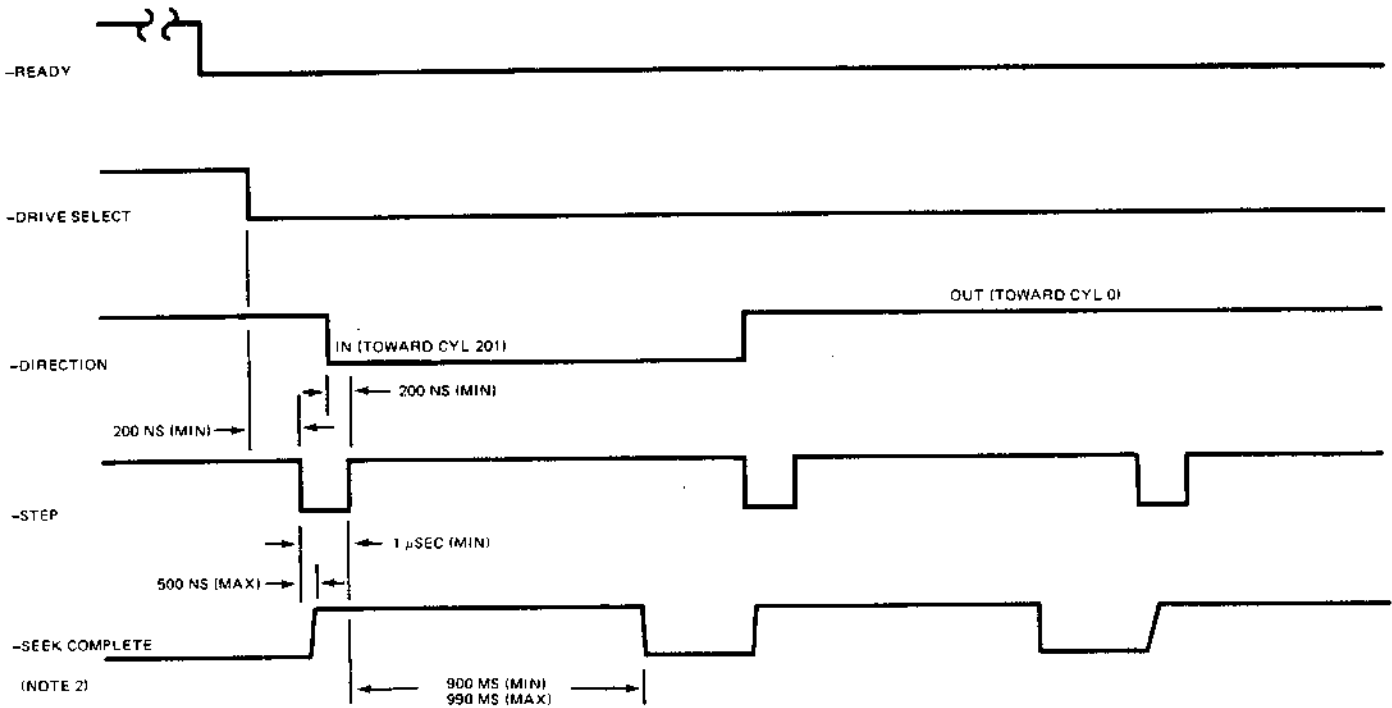 -READY
-DRIVE SELECT
OUT (TOWARD CYL 0)
IN (TOWARD CYL 201)
-DIRECTION
200 NS (MIN)
200 NS (MIN)
-STEP
1 µSEC (MIN)
500 NS (MAX)
-SEEK COMPLETE
(NOTE 2)
900 MS (MIN)
990 MS (MAX)